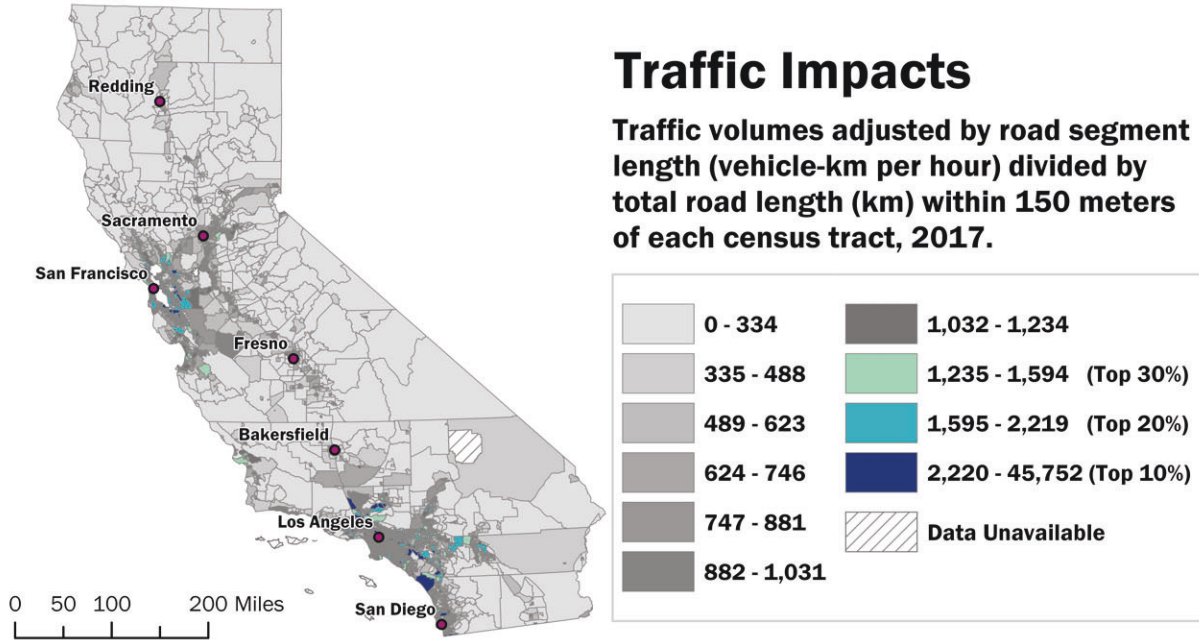 Traffic Impacts
Traffic volumes adjusted by road segment
length (vehicle-km per hour) divided by
total road length (km) within 150 meters
of each census tract, 2017.
Redding
Sacramento
San Francisco
Fresno
Bakersfield
Los Angeles
San Diego
0 50 100 200 Miles
0 - 334
335 - 488
489 - 623
624 - 746
747 - 881
882 - 1,031
1,032 - 1,234
1,235 - 1,594 (Top 30%)
1,595 - 2,219 (Top 20%)
2,220 - 45,752 (Top 10%)
Data Unavailable